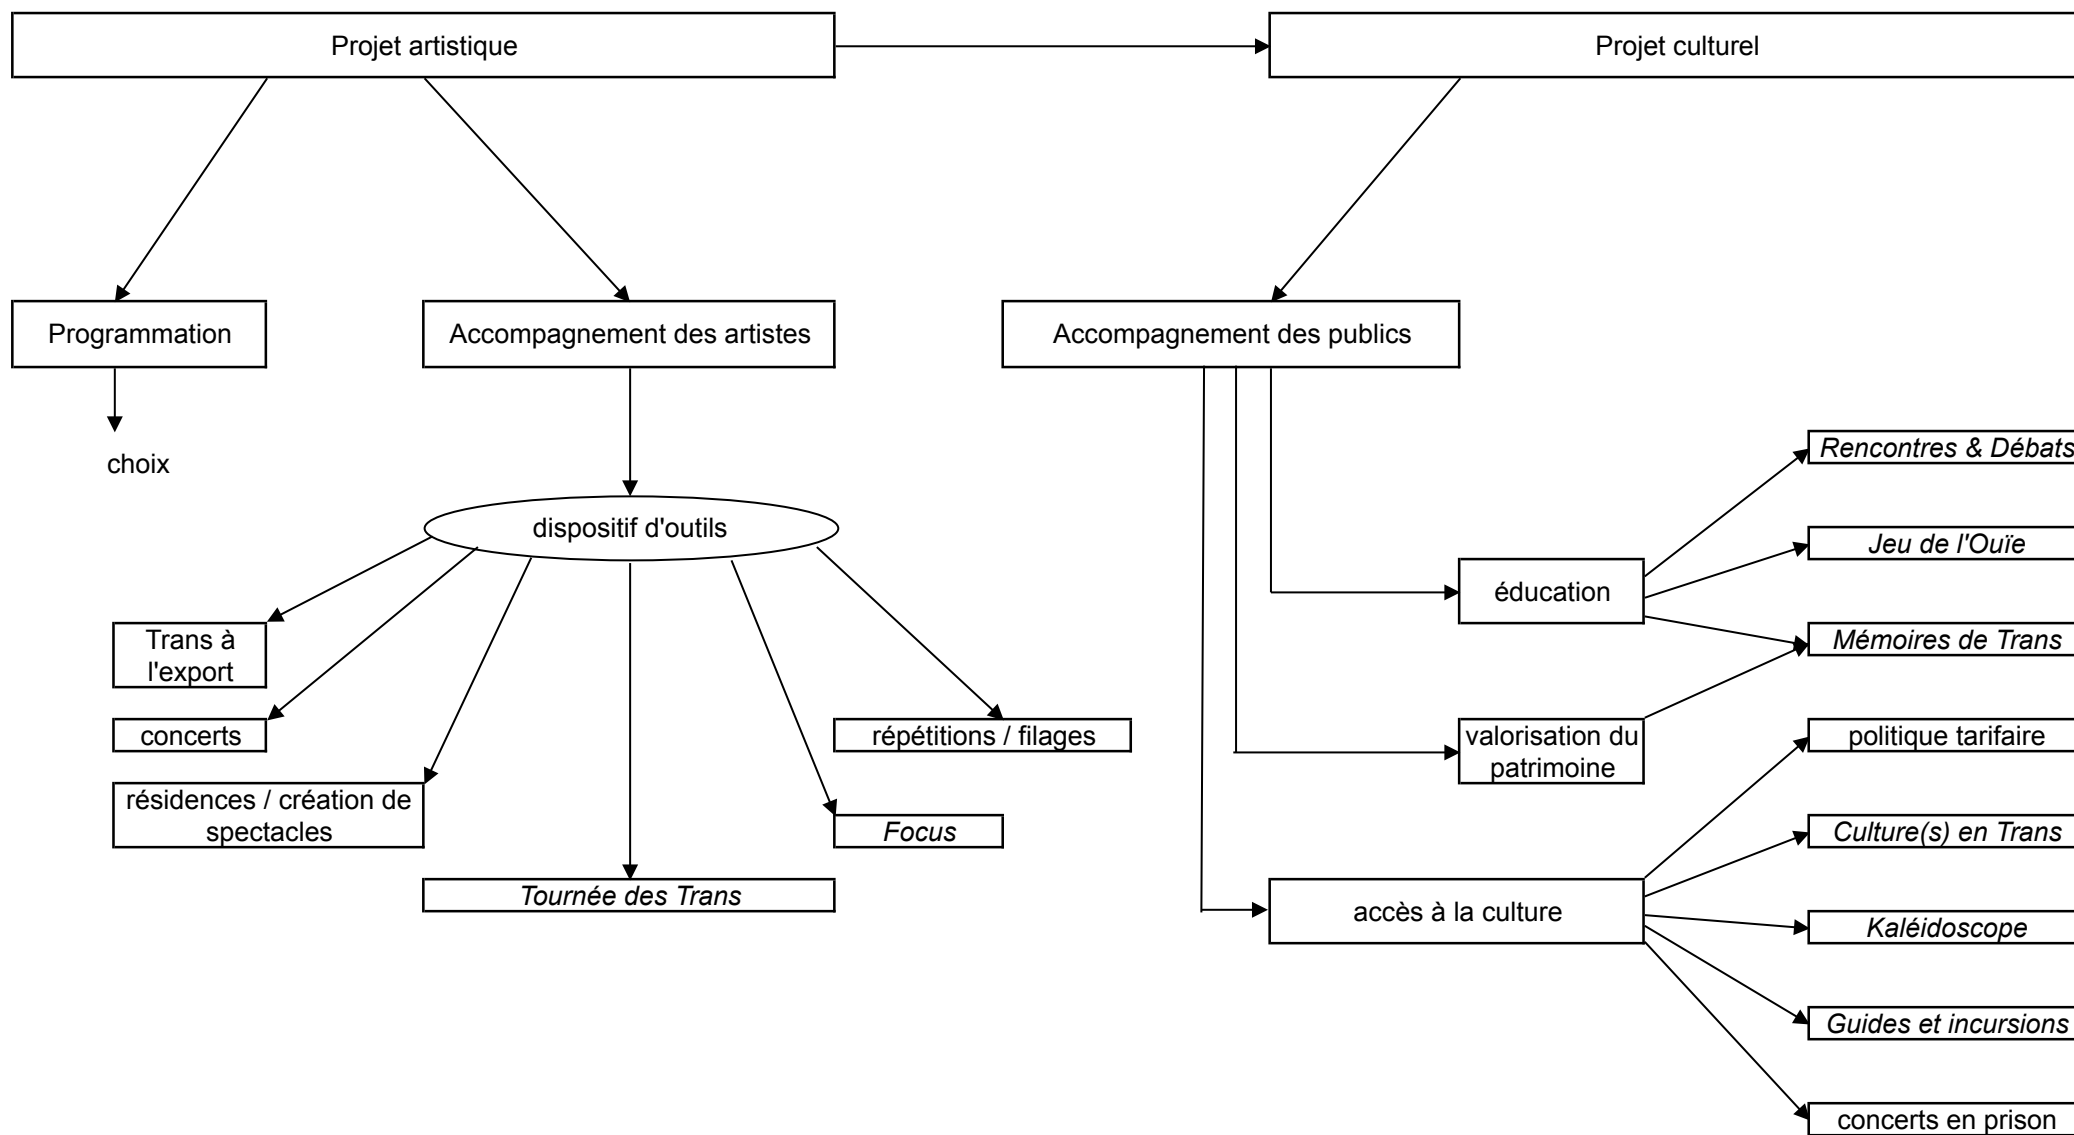 Projet artistique
Projet culturel
Programmation
Accompagnement des artistes
Accompagnement des publics
choix
dispositif d'outils
Trans à
l'export
concerts
résidences / création de
spectacles
Tournée des Trans
Focus
répétitions / filages
éducation
valorisation du
patrimoine
accès à la culture
Rencontres & Débats
Jeu de l'Ouïe
Mémoires de Trans
politique tarifaire
Culture(s) en Trans
Kaléidoscope
Guides et incursions
concerts en prison